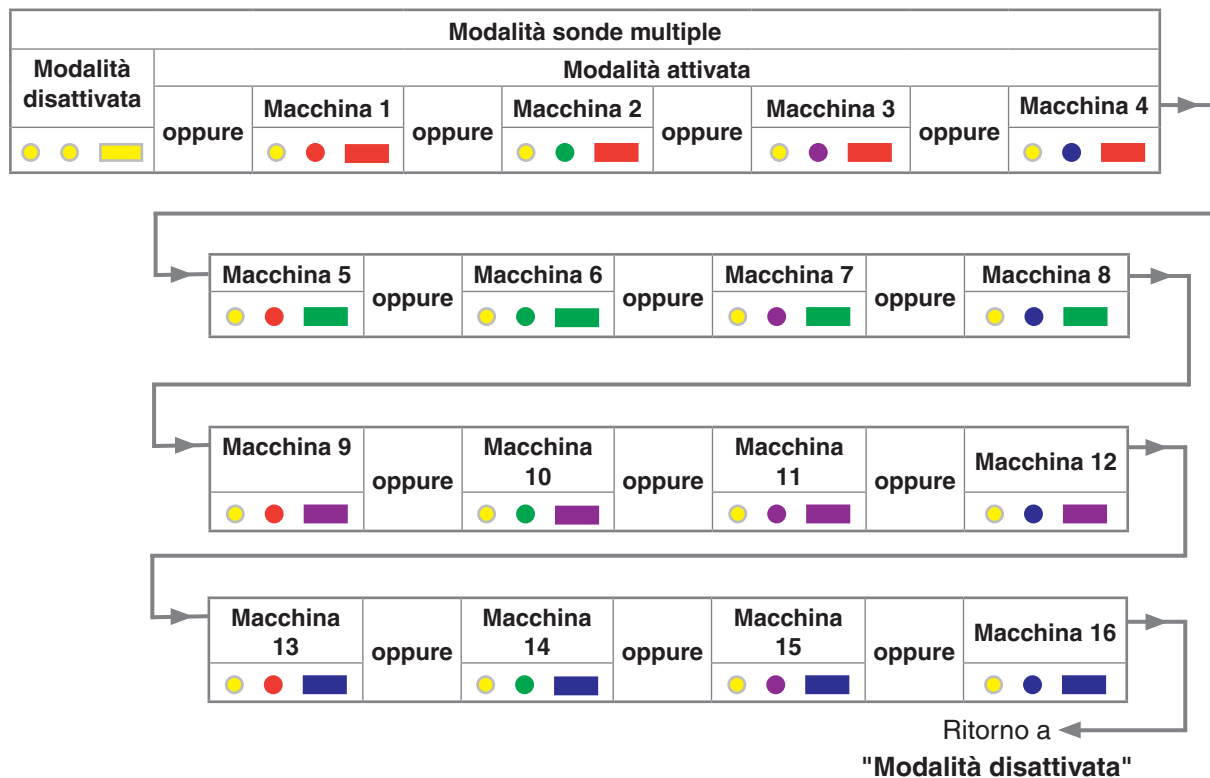 Modalità sonde multiple
Modalità disattivata
Modalità attivata
oppure
Macchina 1
oppure
Macchina 2
oppure
Macchina 3
oppure
Macchina 4
Macchina 5
oppure
Macchina 6
oppure
Macchina 7
oppure
Macchina 8
Macchina 9
oppure
Macchina
10
oppure
Macchina
11
oppure
Macchina 12
Macchina
13
oppure
Macchina
14
oppure
Macchina
15
oppure
Macchina 16
Ritorno a
"Modalità disattivata"